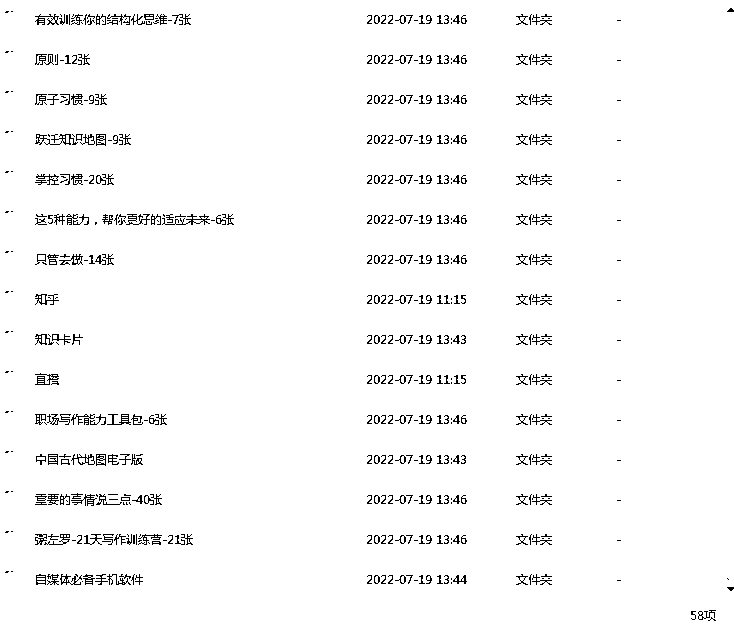 有效训练你的结构化思维-7张 2022-07-19 13:46 文件夹 -
原则-12张 2022-07-19 13:46 文件夹 -
原子习惯-9张 2022-07-19 13:46 文件夹 -
跃迁知识地图-9张 2022-07-19 13:46 文件夹 -
掌控习惯-20张 2022-07-19 13:46 文件夹 -
这5种能力，帮你更好的适应未来-6张 2022-07-19 13:46 文件夹 -
只管去做-14张 2022-07-19 13:46 文件夹 -
知乎 2022-07-19 11:15 文件夹 -
知识卡片 2022-07-19 13:43 文件夹 -
直播 2022-07-19 11:15 文件夹 -
职场写作能力工具包-6张 2022-07-19 13:46 文件夹 -
中国古代地图电子版 2022-07-19 13:43 文件夹 -
重要的事情说三点-40张 2022-07-19 13:46 文件夹 -
粥左罗-21天写作训练营-21张 2022-07-19 13:46 文件夹 -
自媒体必备手机软件 2022-07-19 13:44 文件夹 -
58项